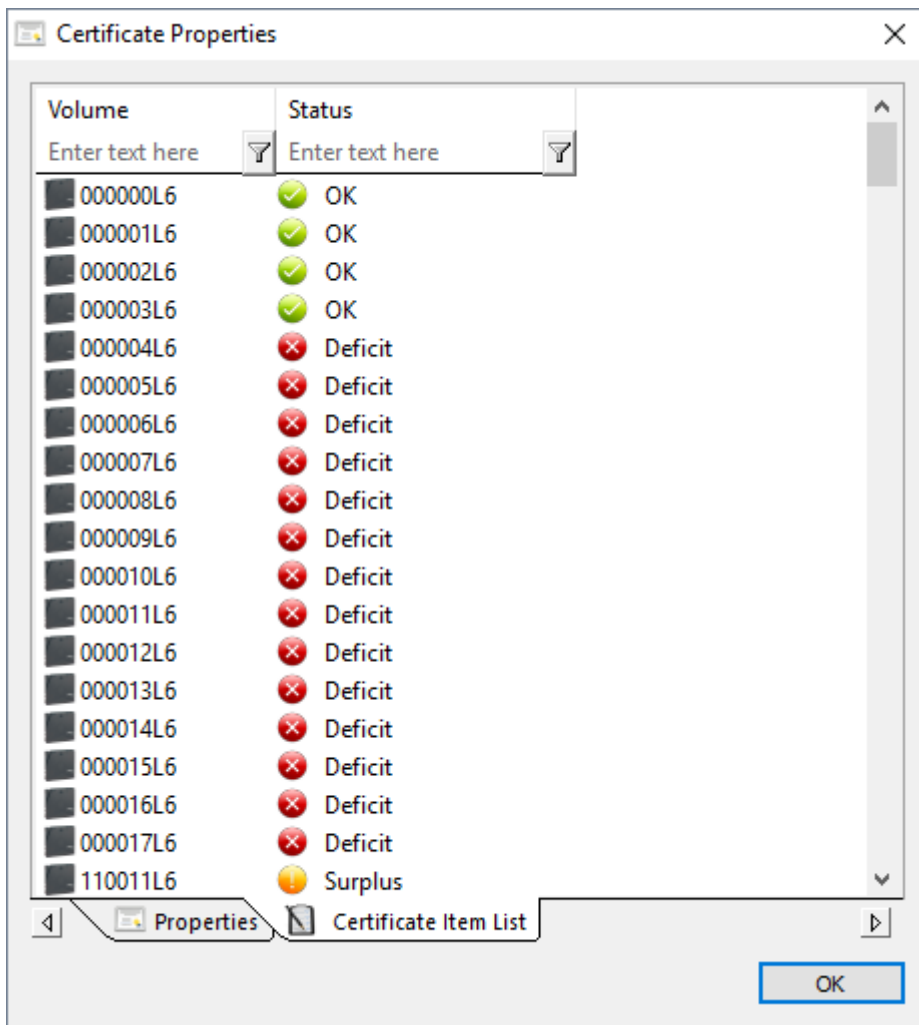 Certificate Properties
Volume Status
Enter text here Enter text here
000000L6 OK
000001L6 OK
000002L6 OK
000003L6 OK
000004L6 Deficit
000005L6 Deficit
000006L6 Deficit
000007L6 Deficit
000008L6 Deficit
000009L6 Deficit
000010L6 Deficit
000011L6 Deficit
000012L6 Deficit
000013L6 Deficit
000014L6 Deficit
000015L6 Deficit
000016L6 Deficit
000017L6 Deficit
110011L6 Surplus
Properties Certificate Item List
OK